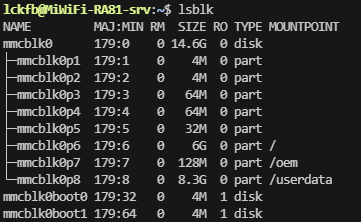 lckfb@MiWiFi-RA81-srv:~$ lsblk
NAME         MAJ:MIN RM  SIZE RO TYPE MOUNTPOINT
mmcblk0      179:0    0 14.6G  0 disk
├─mmcblk0p1  179:1    0    4M  0 part
├─mmcblk0p2  179:2    0    4M  0 part
├─mmcblk0p3  179:3    0   64M  0 part
├─mmcblk0p4  179:4    0   64M  0 part
├─mmcblk0p5  179:5    0   32M  0 part
├─mmcblk0p6  179:6    0    6G  0 part /
├─mmcblk0p7  179:7    0  128M  0 part /oem
└─mmcblk0p8  179:8    0  8.3G  0 part /userdata
mmcblk0boot0 179:32   0    4M  1 disk
mmcblk0boot1 179:64   0    4M  1 disk